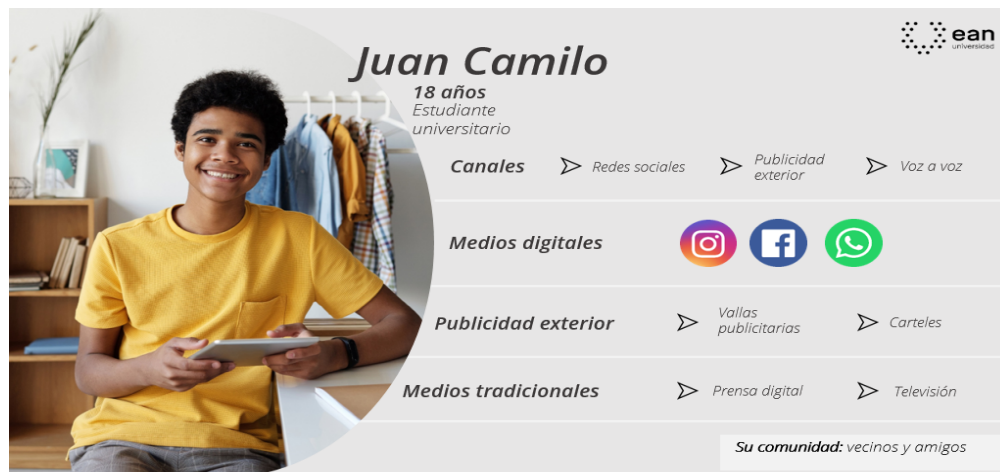 ean
universidad
Juan Camilo
18 años
Estudiante
universitario
Canales
Redes sociales
Publicidad
exterior
Voz a voz
Medios digitales
Publicidad exterior
Vallas
publicitarias
Carteles
Medios tradicionales
Prensa digital
Televisión
Su comunidad: vecinos y amigos